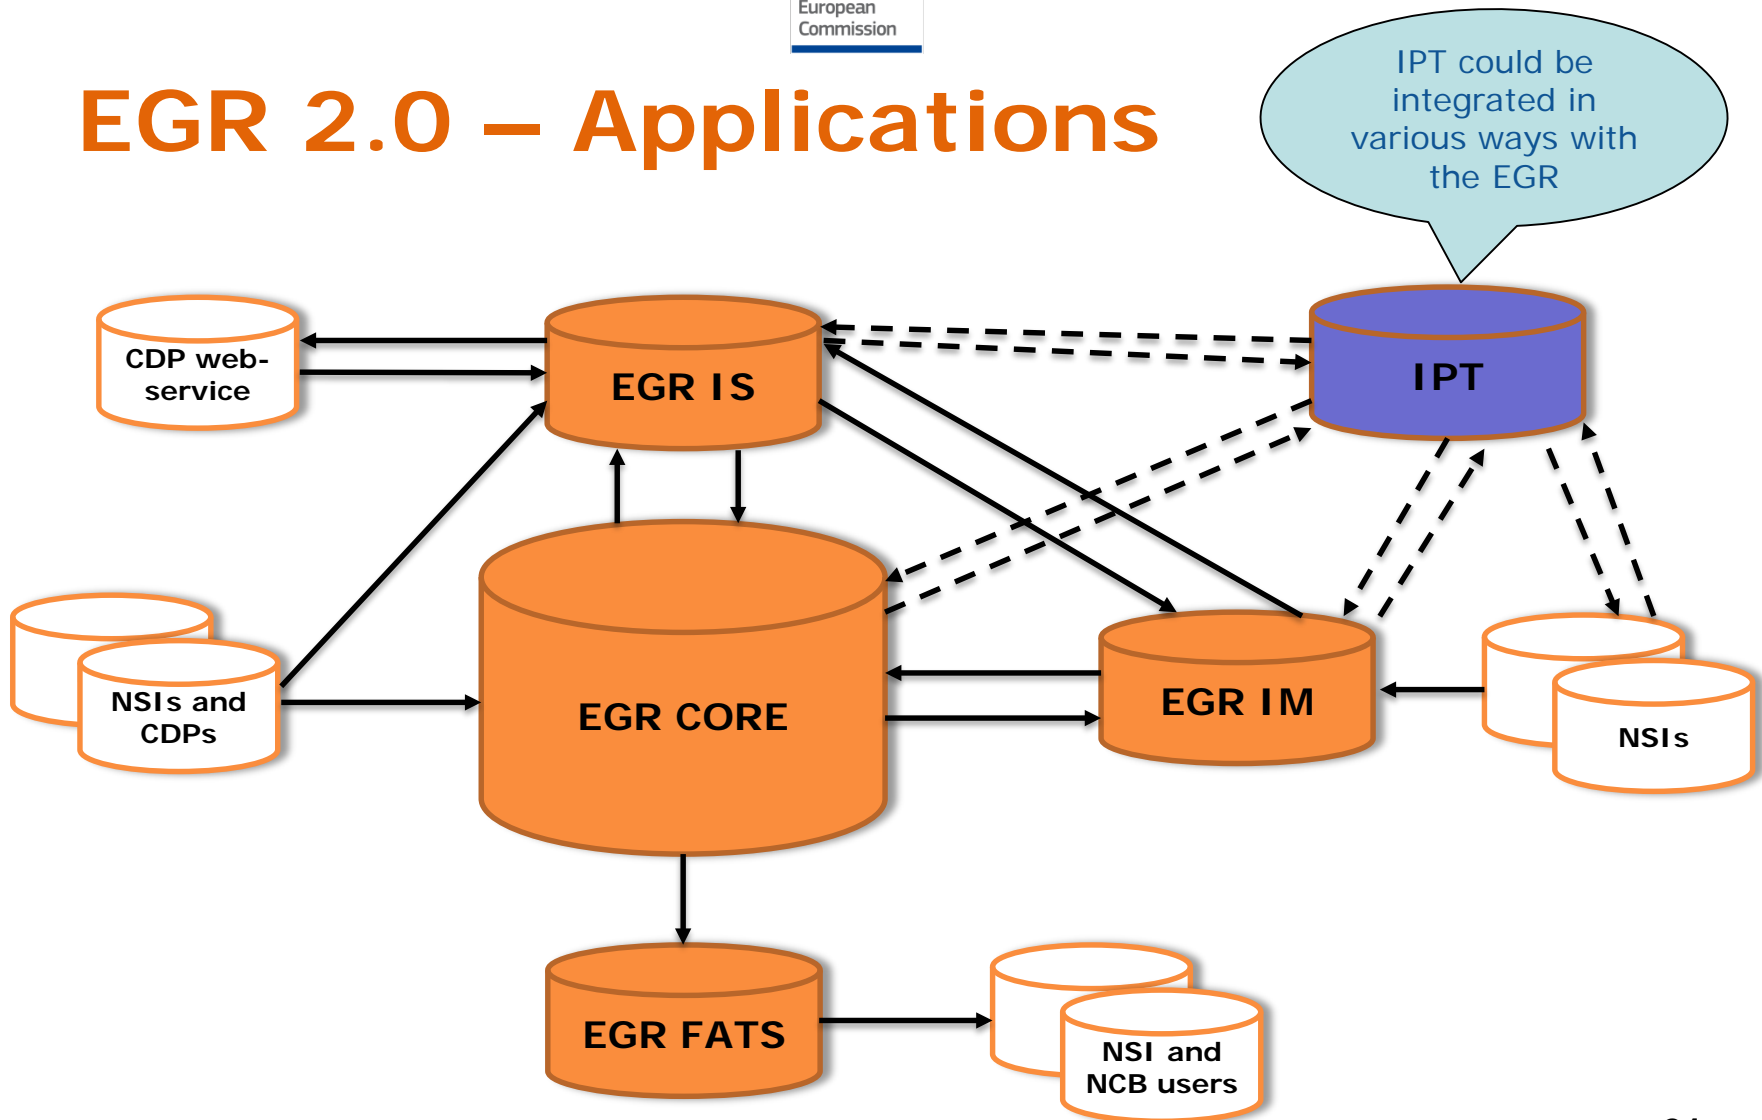 European
Commission
EGR 2.0 – Applications
IPT could be
integrated in
various ways with
the EGR
CDP web-
service
EGR IS
IPT
NSIs and
CDPs
EGR CORE
EGR IM
NSIs
EGR FATS
NSI and
NCB users